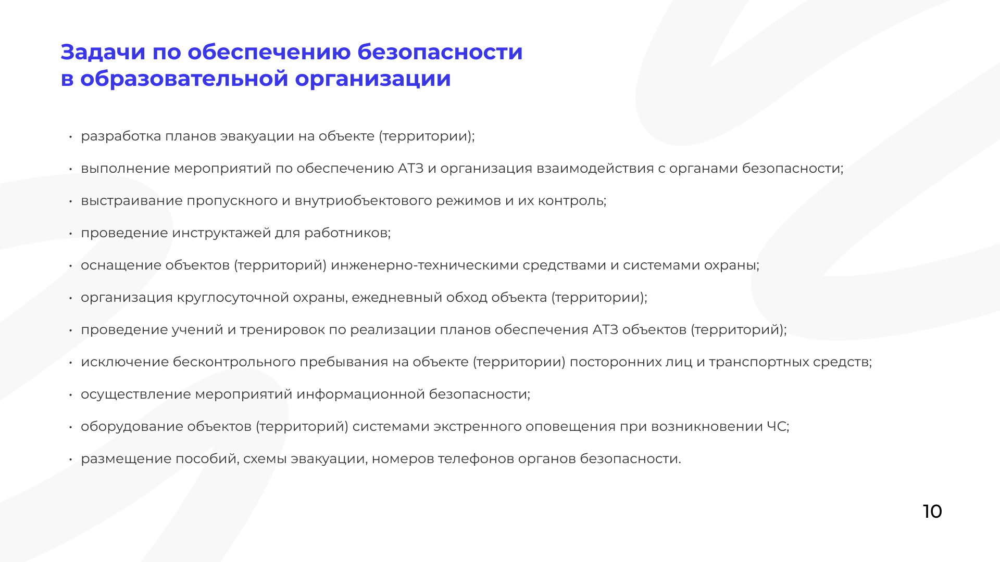 Задачи по обеспечению безопасности
в образовательной организации
• разработка планов эвакуации на объекте (территории);
• выполнение мероприятий по обеспечению АТЗ и организация взаимодействия с органами безопасности;
• выстраивание пропускного и внутриобъектового режимов и их контроль;
• проведение инструктажей для работников;
• оснащение объектов (территорий) инженерно-техническими средствами и системами охраны;
• организация круглосуточной охраны, ежедневный обход объекта (территории);
• проведение учений и тренировок по реализации планов обеспечения АТЗ объектов (территорий);
• исключение бесконтрольного пребывания на объекте (территории) посторонних лиц и транспортных средств;
• осуществление мероприятий информационной безопасности;
• оборудование объектов (территорий) системами экстренного оповещения при возникновении ЧС;
• размещение пособий, схемы эвакуации, номеров телефонов органов безопасности.
10